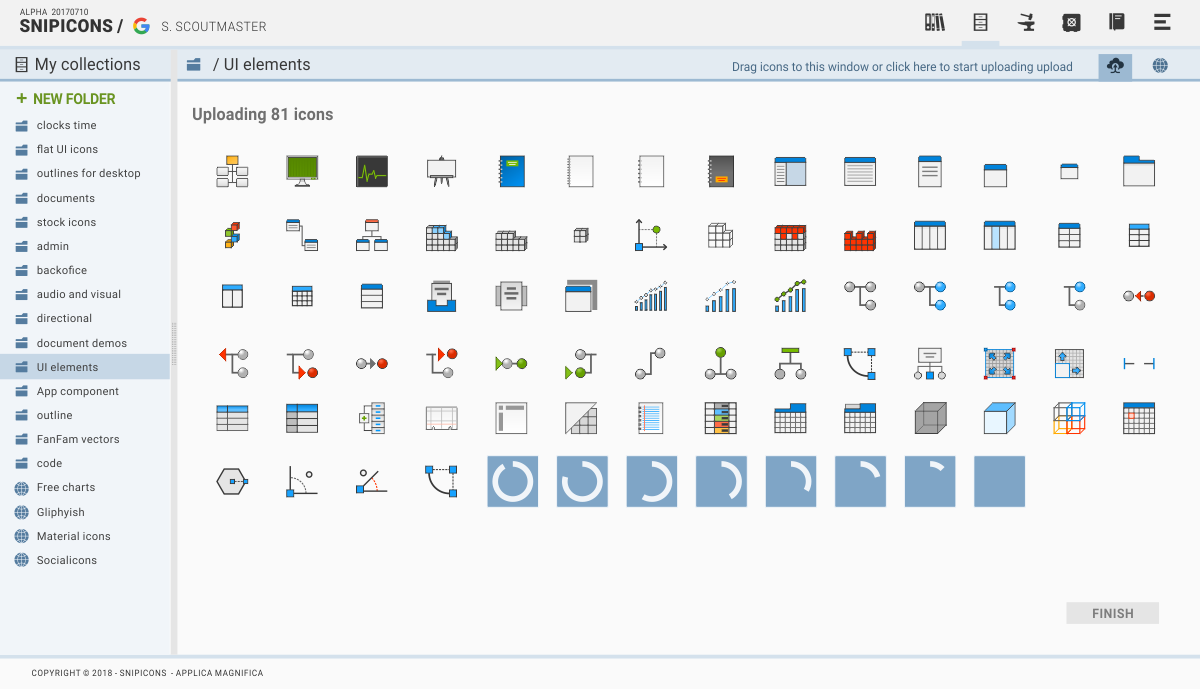 ALPHA 20170710
SNIPICONS / S. SCOUTMASTER
My collections
/ UI elements
Drag icons to this window or click here to start uploading upload
+ NEW FOLDER
clocks time
flat UI icons
outlines for desktop
documents
stock icons
admin
backofice
audio and visual
directional
document demos
UI elements
App component
outline
FanFam vectors
code
Free charts
Gliphyish
Material icons
Socialicons
Uploading 81 icons
FINISH
COPYRIGHT © 2018 - SNIPICONS - APPLICA MAGNIFICA